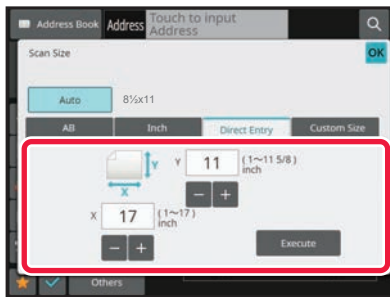 Address Book Address Touch to input Address
Scan Size OK
Auto 8½x11
AB Inch Direct Entry Custom Size
Y 11 (1~11 5/8) inch
X Y
− +
X 17 (1~17) inch
− + Execute
Others